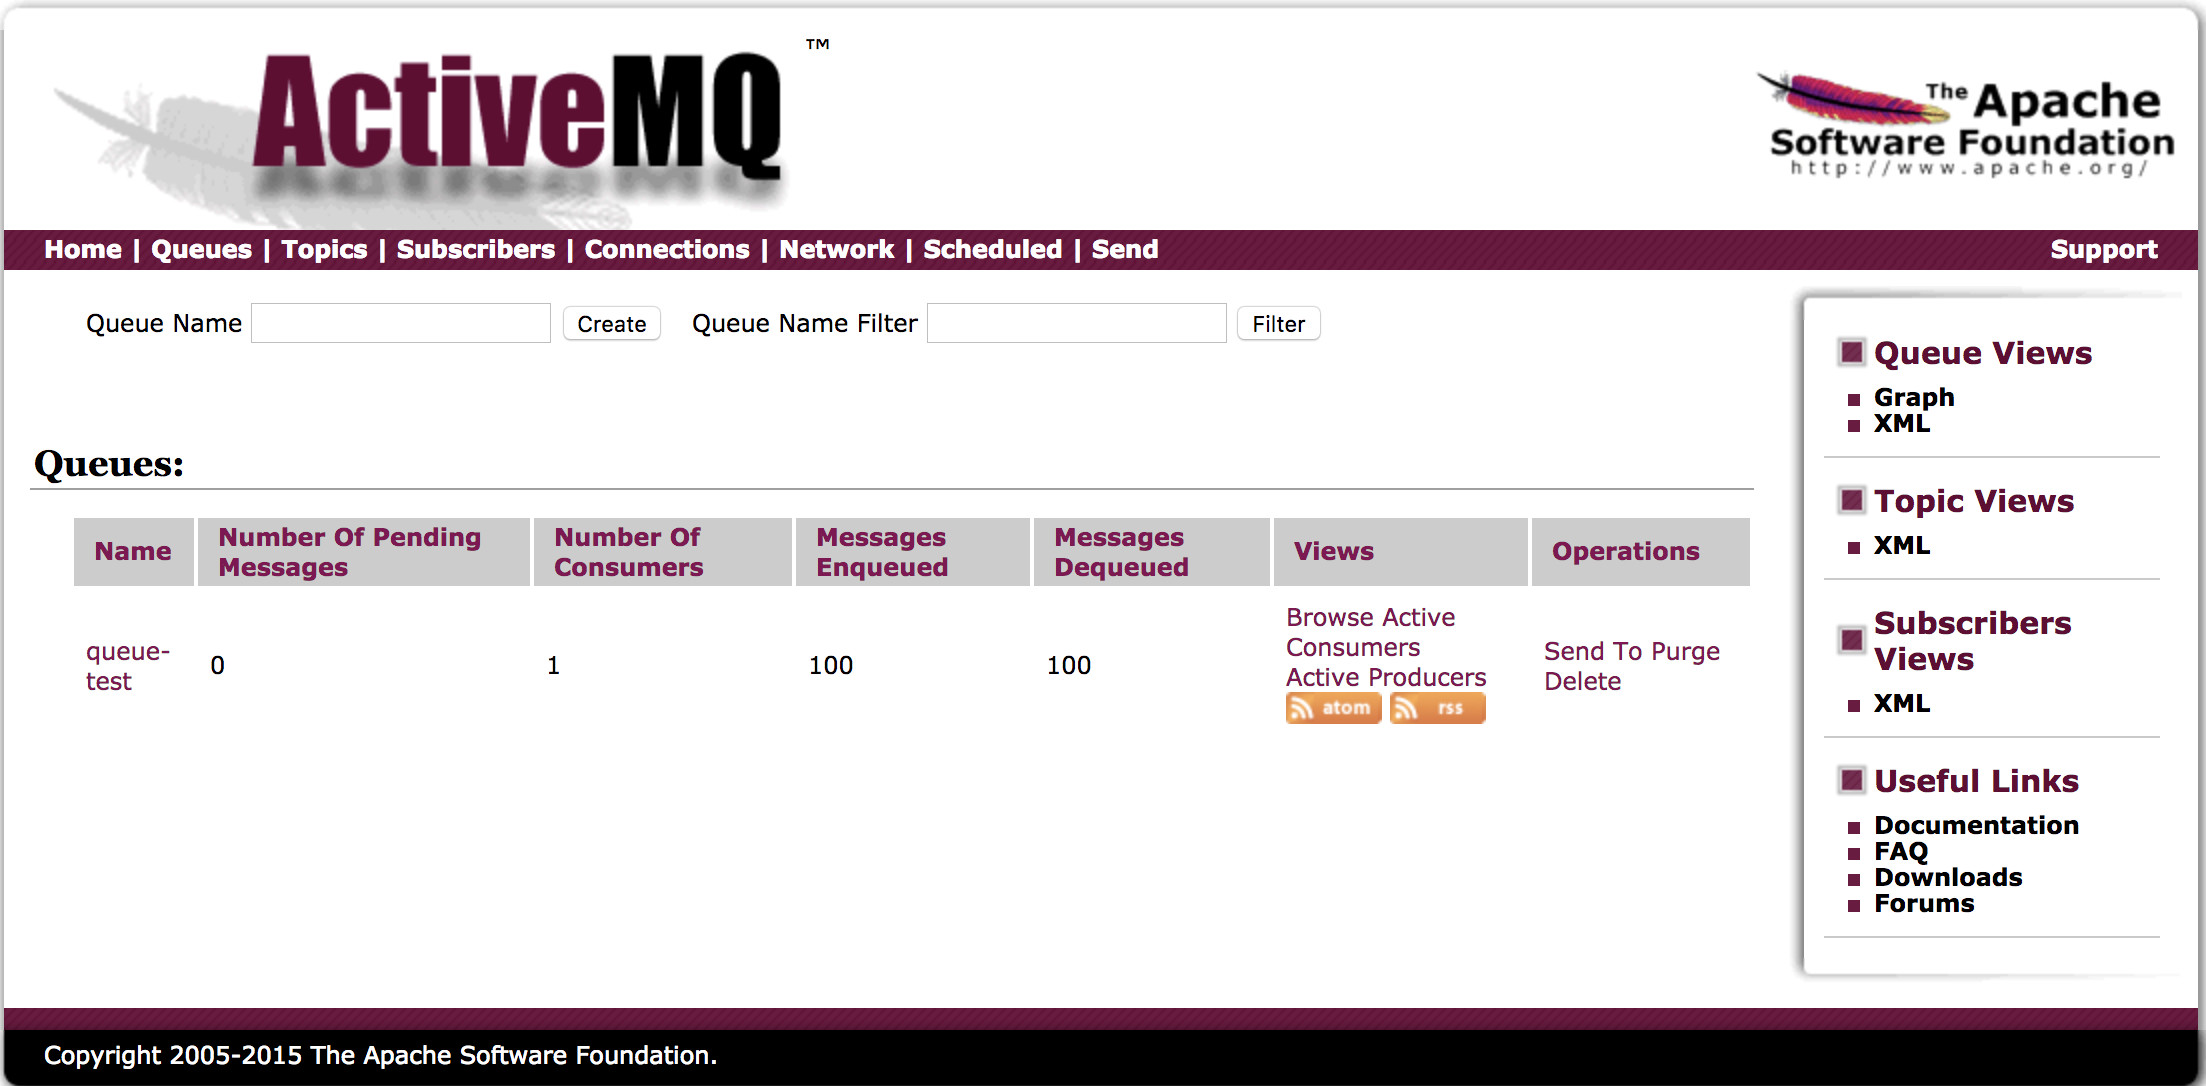 ActiveMQ ™
The Apache
Software Foundation
http://www.apache.org/
Home | Queues | Topics | Subscribers | Connections | Network | Scheduled | Send
Support
Queue Name Create Queue Name Filter Filter
Queues:
Name
Number Of Pending
Messages
Number Of
Consumers
Messages
Enqueued
Messages
Dequeued
Views
Operations
queue-
test
0
1
100
100
Browse Active
Consumers
Active Producers
atom rss
Send To Purge
Delete
Queue Views
Graph
XML
Topic Views
XML
Subscribers
Views
XML
Useful Links
Documentation
FAQ
Downloads
Forums
Copyright 2005-2015 The Apache Software Foundation.